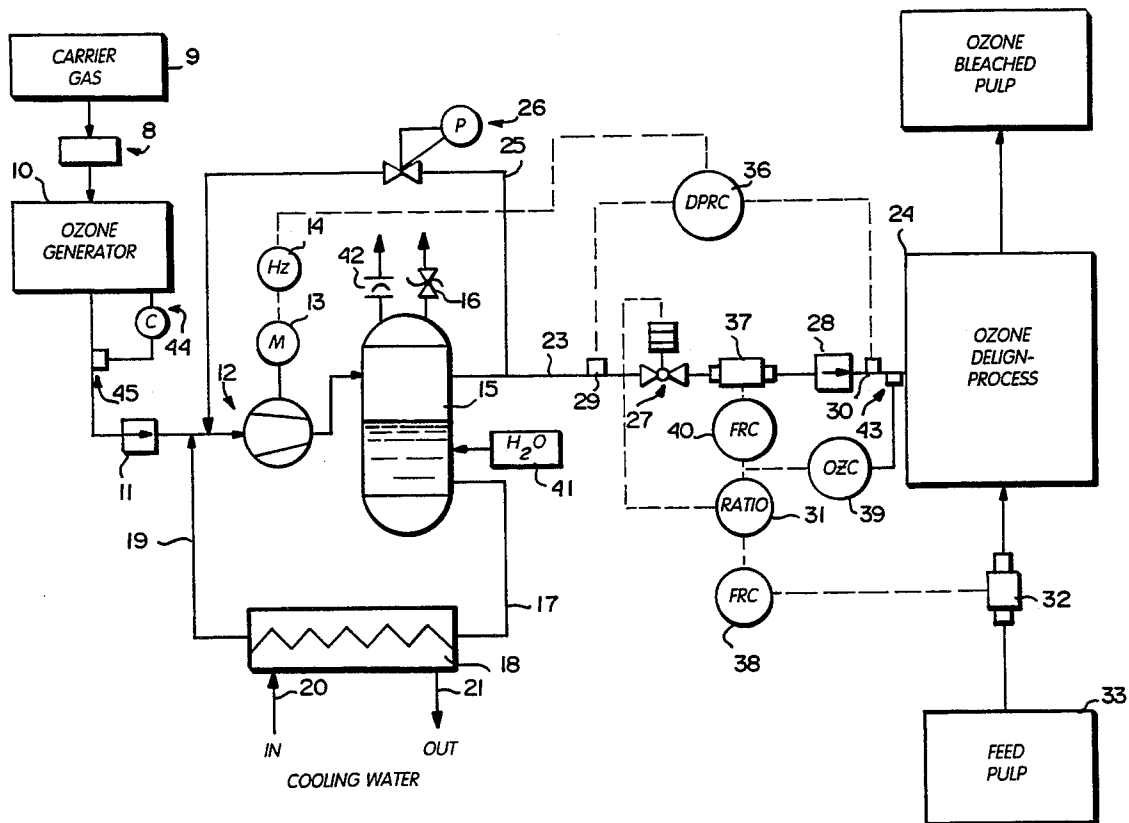 CARRIER
GAS
9
8
10
OZONE
GENERATOR
C
44
45
11
12
13
M
14
Hz
P
26
25
42
16
15
H2O
41
17
19
18
20
21
IN
OUT
COOLING WATER
23
29
27
37
28
30
43
DPRC
36
FRC
40
OZC
39
RATIO
31
FRC
38
24
OZONE
BLEACHED
PULP
OZONE
DELIGN-
PROCESS
32
33
FEED
PULP